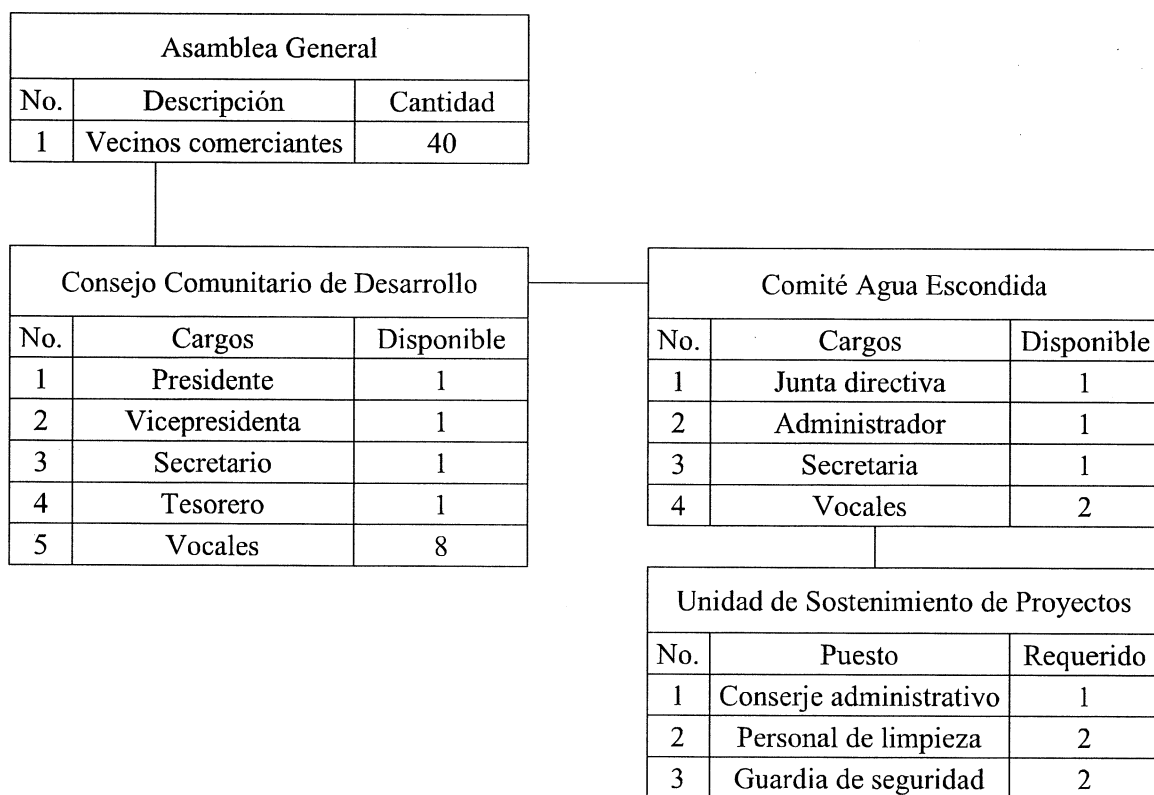 Asamblea General
No. Descripción Cantidad
1 Vecinos comerciantes 40
Consejo Comunitario de Desarrollo
No. Cargos Disponible
1 Presidente 1
2 Vicepresidenta 1
3 Secretario 1
4 Tesorero 1
5 Vocales 8
Comité Agua Escondida
No. Cargos Disponible
1 Junta directiva 1
2 Administrador 1
3 Secretaria 1
4 Vocales 2
Unidad de Sostenimiento de Proyectos
No. Puesto Requerido
1 Conserje administrativo 1
2 Personal de limpieza 2
3 Guardia de seguridad 2